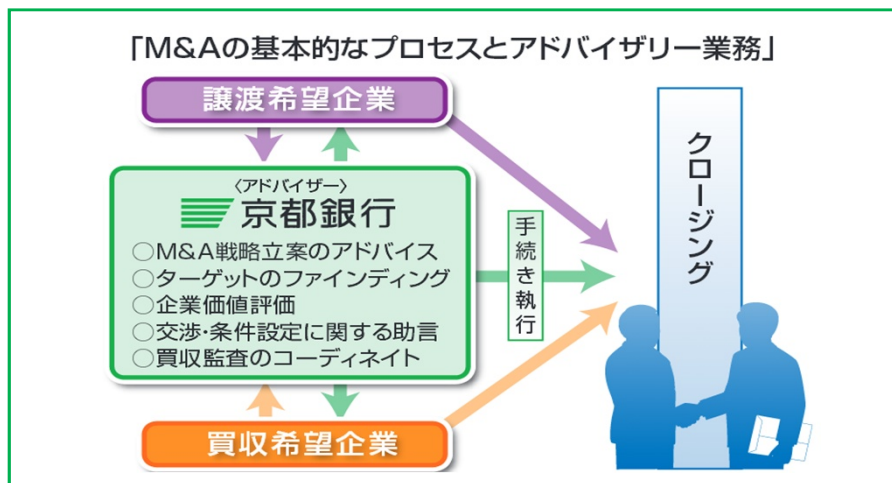 「M&Aの基本的なプロセスとアドバイザリー業務」
譲渡希望企業
〈アドバイザー〉
京都銀行
○M&A戦略立案のアドバイス
○ターゲットのファインディング
○企業価値評価
○交渉・条件設定に関する助言
○買収監査のコーディネイト
手続き執行
買収希望企業
クロージング